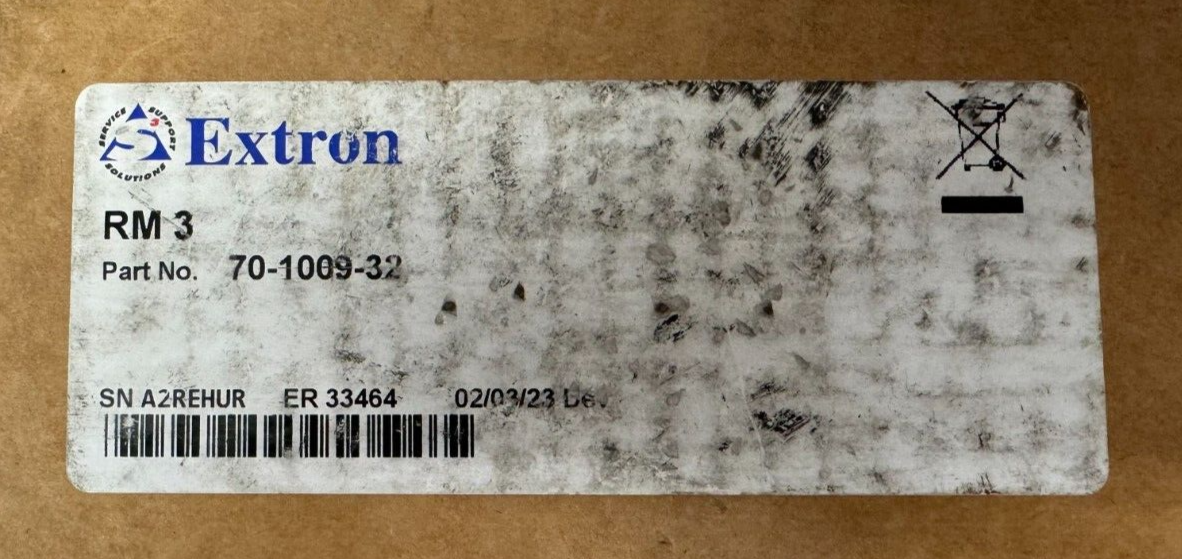 SERVICE SUPPORT SOLUTIONS
Extron
RM 3
Part No. 70-1009-32
SN A2REHUR ER 33464 02/03/23